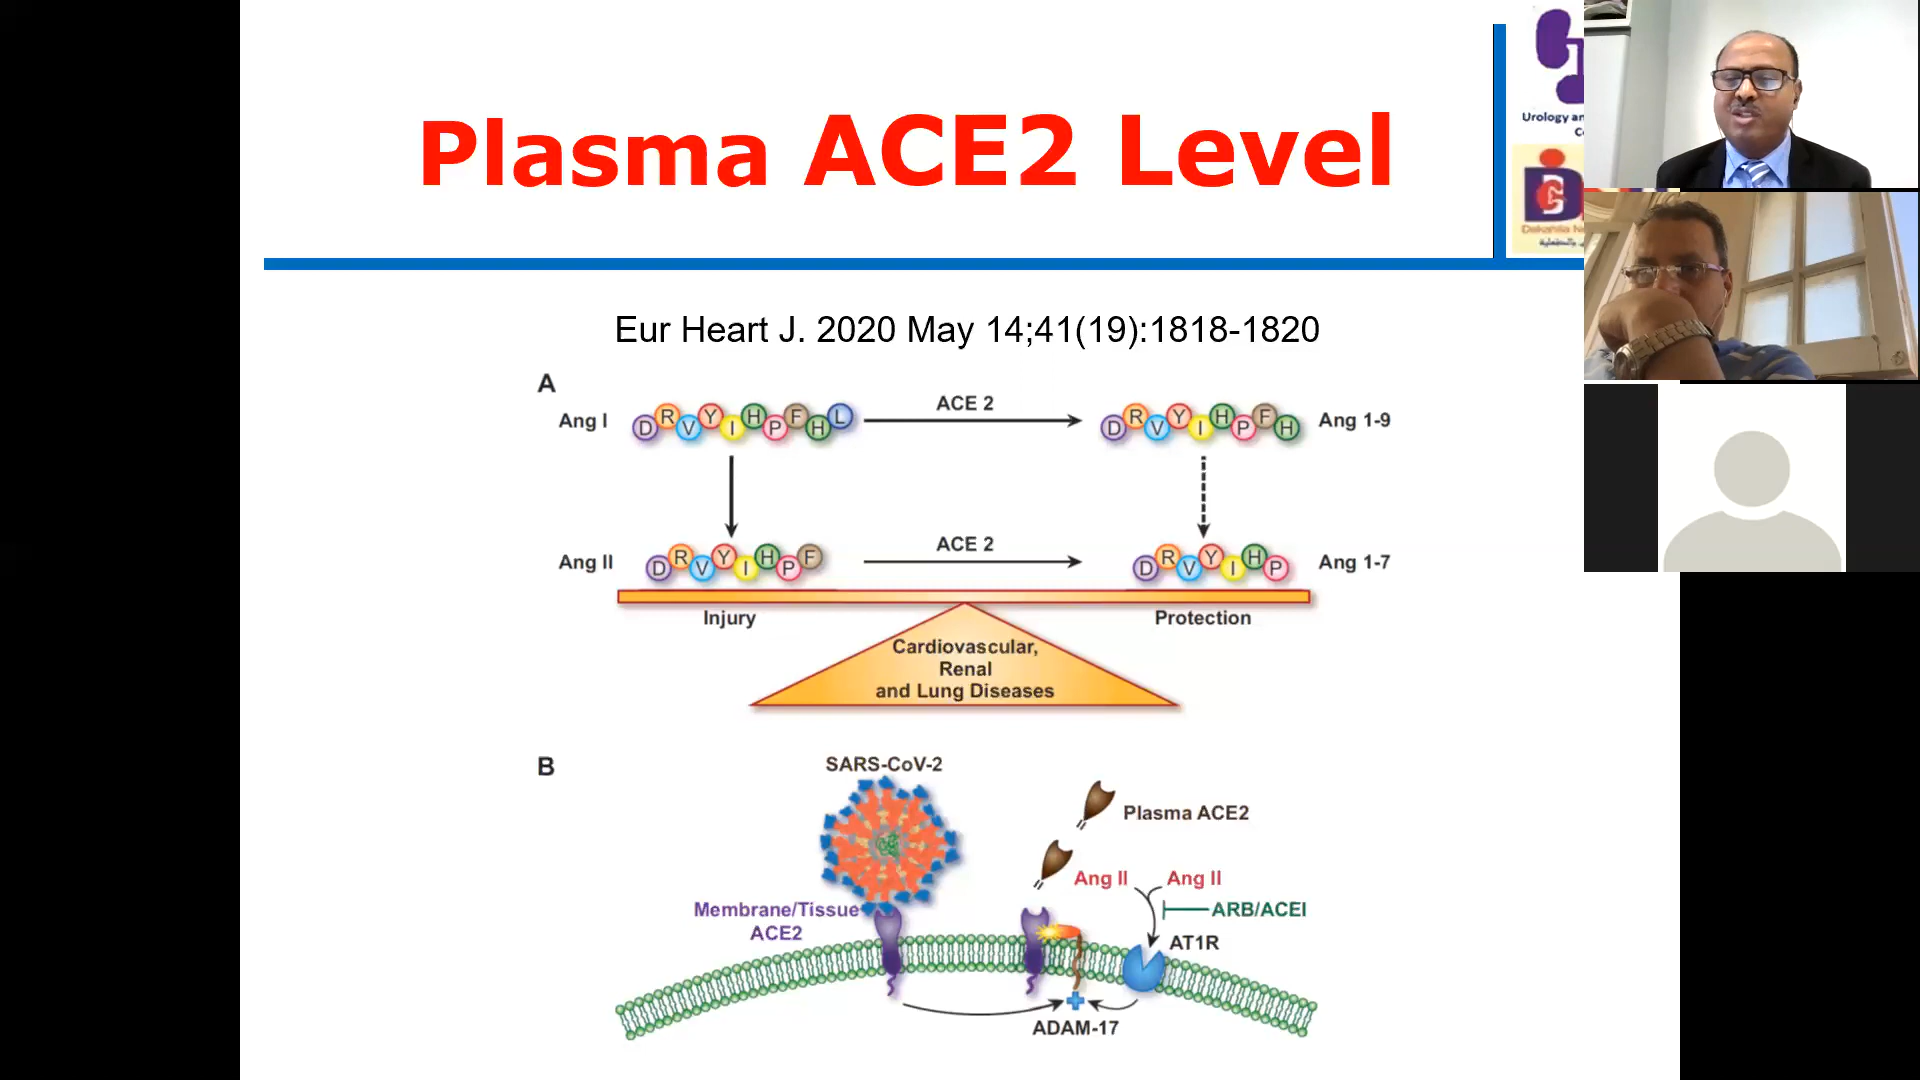 Plasma ACE2 Level
Urology an
Eur Heart J. 2020 May 14;41(19):1818-1820
A
Ang I
D R V Y I H P F H L
ACE 2
D R V Y I H P F H
Ang 1-9
Ang II
D R V Y I H P F
ACE 2
D R V Y I H P
Ang 1-7
Injury
Protection
Cardiovascular,
Renal
and Lung Diseases
B
SARS-CoV-2
Plasma ACE2
Ang II
Ang II
Membrane/Tissue
ACE2
ARB/ACEI
AT1R
ADAM-17